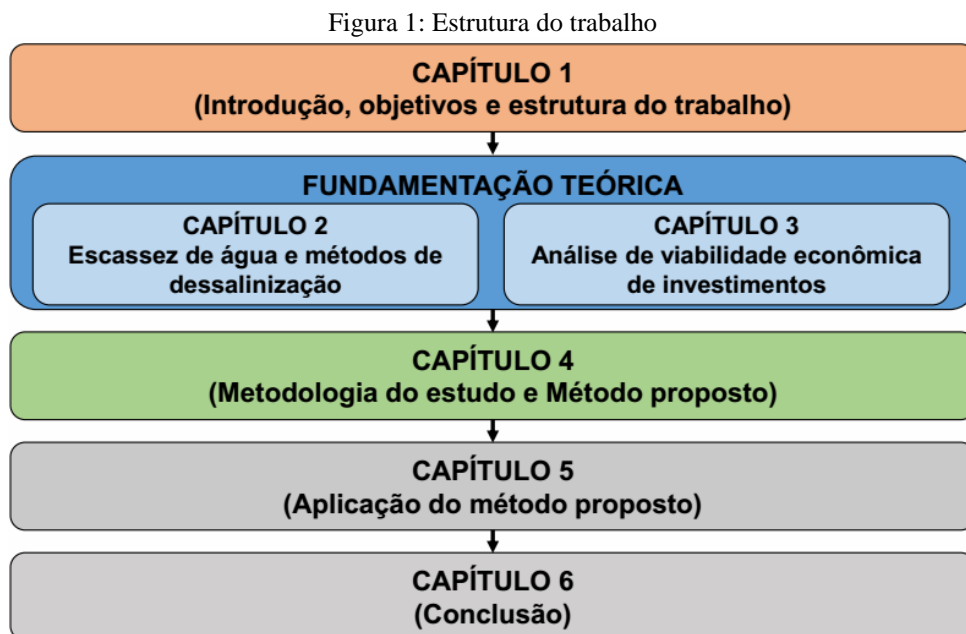 Figura 1: Estrutura do trabalho
CAPÍTULO 1
(Introdução, objetivos e estrutura do trabalho)
FUNDAMENTAÇÃO TEÓRICA
CAPÍTULO 2
Escassez de água e métodos de
dessalinização
CAPÍTULO 3
Análise de viabilidade econômica
de investimentos
CAPÍTULO 4
(Metodologia do estudo e Método proposto)
CAPÍTULO 5
(Aplicação do método proposto)
CAPÍTULO 6
(Conclusão)